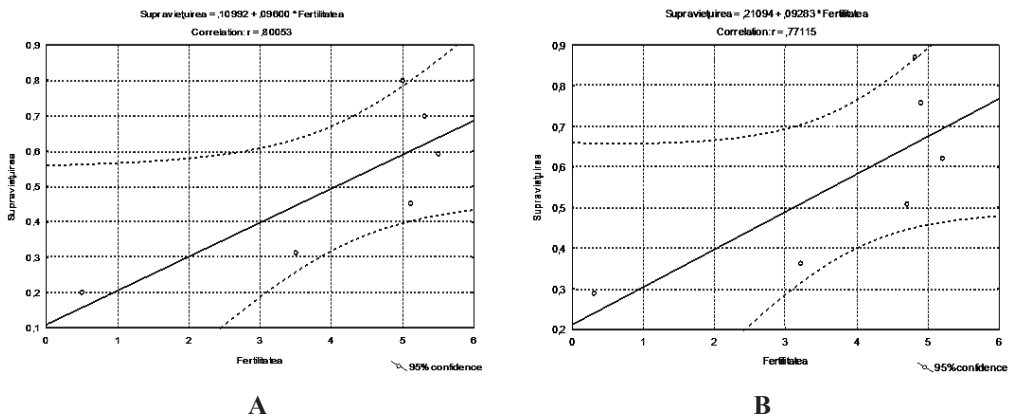 Supravieţuirea = ,10992 + ,09600 * Fertilitatea
Correlation: r = ,80053
Supravieţuirea
0,9
0,8
0,7
0,6
0,5
0,4
0,3
0,2
0,1
0 1 2 3 4 5 6
Fertilitatea
95% confidence
A
Supravieţuirea = ,21094 + ,09283 * Fertilitatea
Correlation: r = ,77115
Supravieţuirea
0,9
0,8
0,7
0,6
0,5
0,4
0,3
0,2
0 1 2 3 4 5 6
Fertilitatea
95% confidence
B